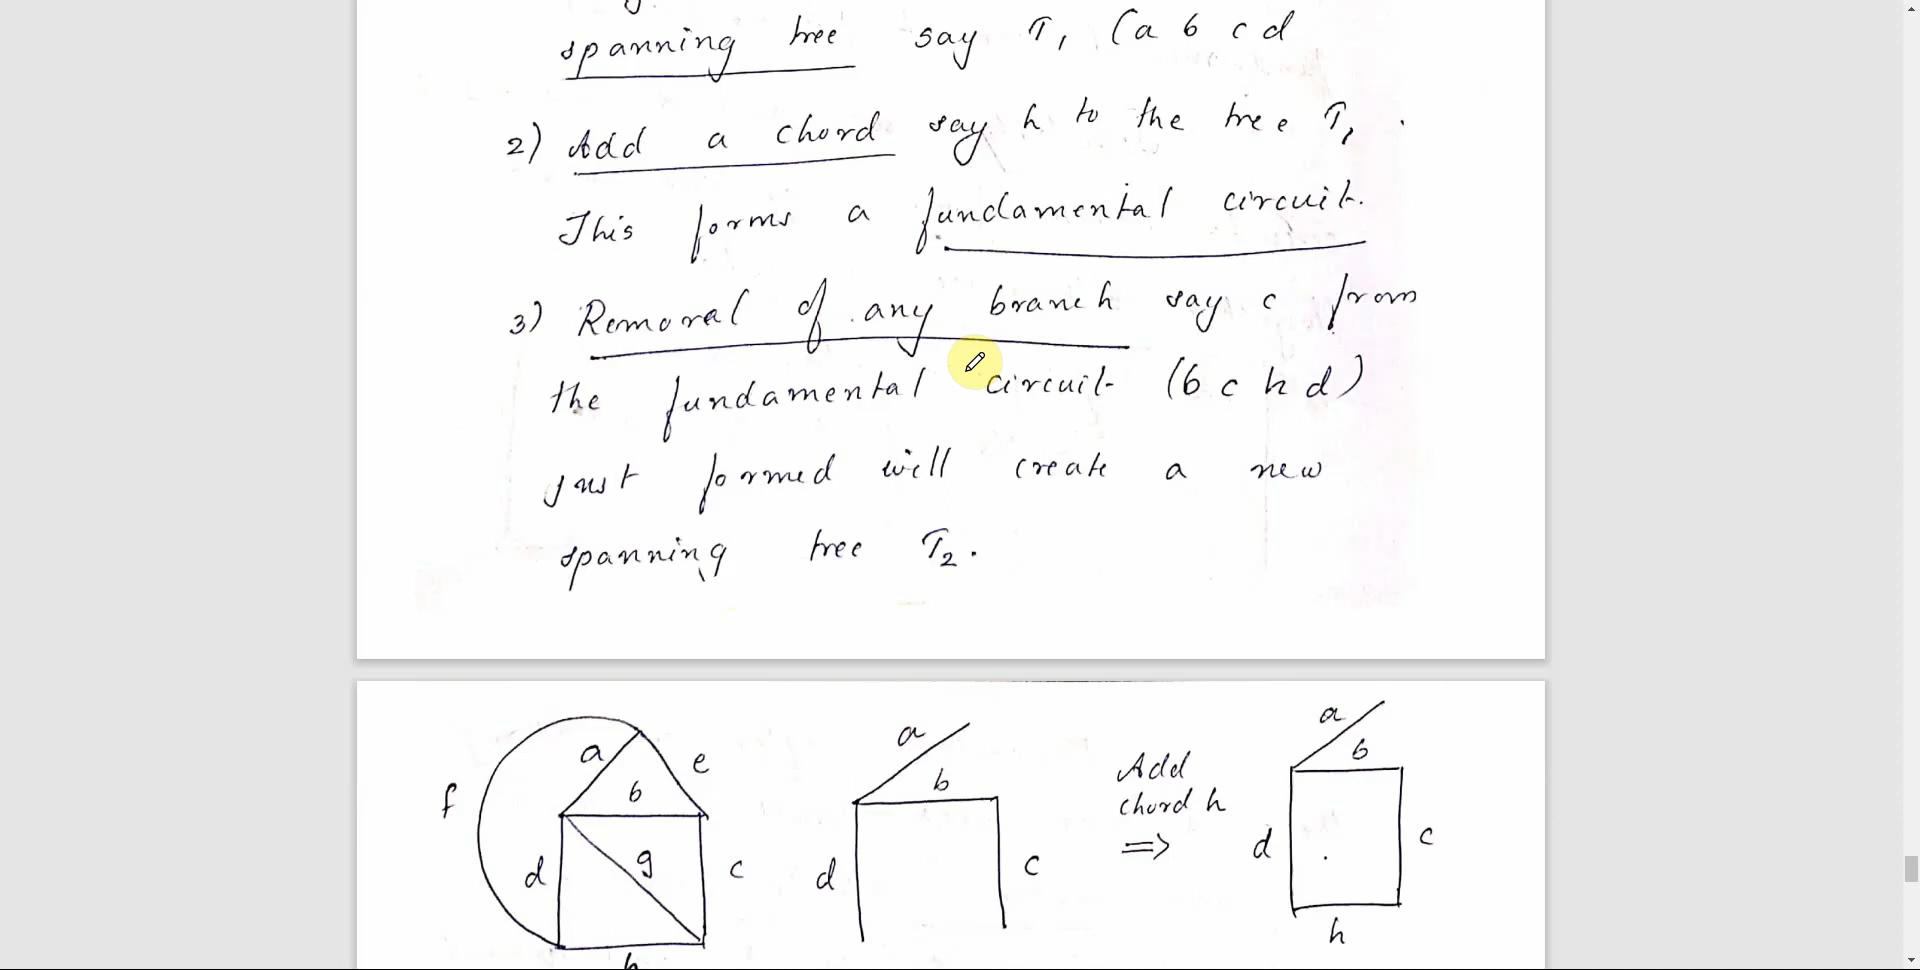 spanning tree say T1 (a b c d
2) Add a chord say h to the tree T1.
This forms a fundamental circuit.
3) Removal of any branch say c from
the fundamental circuit (b c h d)
just formed will create a new
spanning tree T2.
f a e b d g c h
a b d c
Add
chord h
⇒
a b d c h